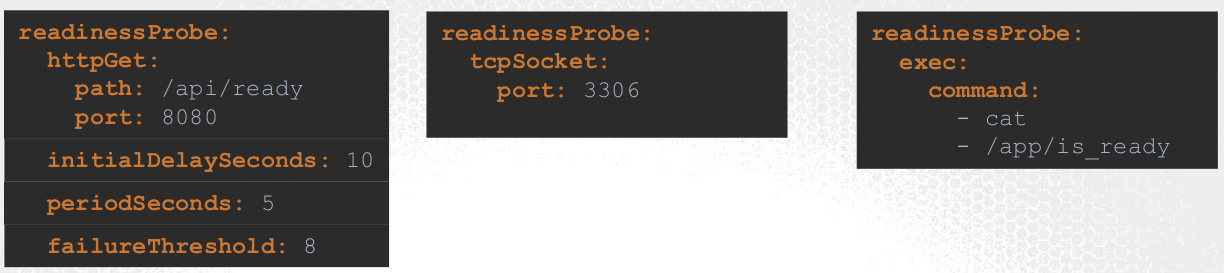 readinessProbe:
  httpGet:
    path: /api/ready
    port: 8080
  initialDelaySeconds: 10
  periodSeconds: 5
  failureThreshold: 8
readinessProbe:
  tcpSocket:
    port: 3306
readinessProbe:
  exec:
    command:
      - cat
      - /app/is_ready